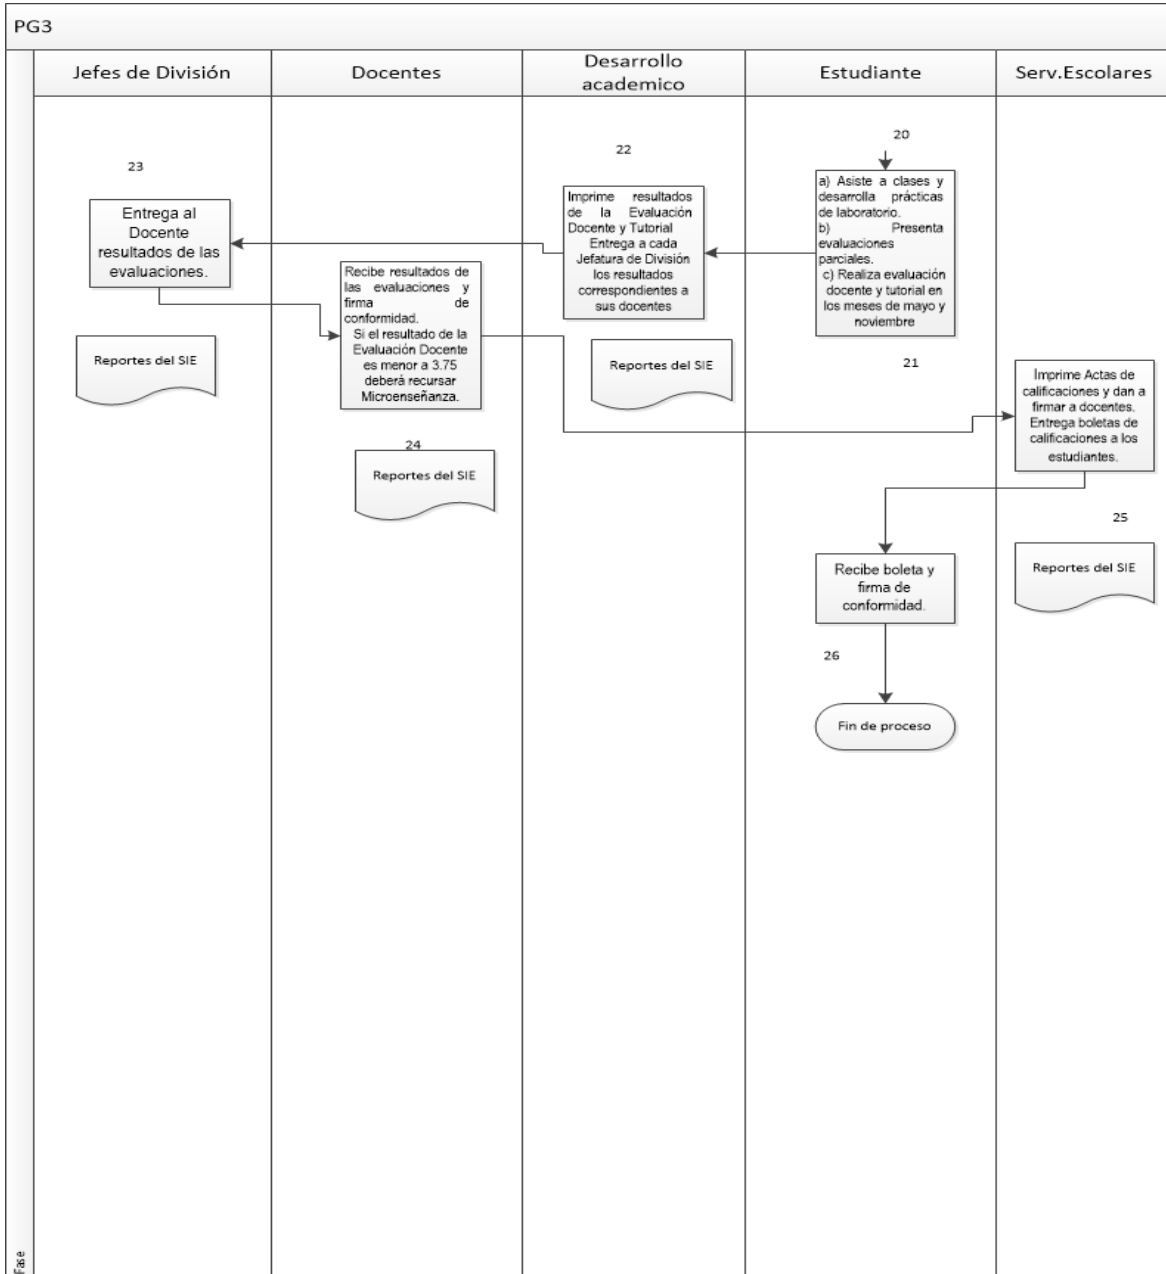 PG3
Jefes de División
Docentes
Desarrollo
academico
Estudiante
Serv.Escolares
20
a) Asiste a clases y
desarrolla prácticas
de laboratorio.
b) Presenta
evaluaciones
parciales.
c) Realiza evaluación
docente y tutorial en
los meses de mayo y
noviembre
21
22
Imprime resultados
de la Evaluación
Docente y Tutorial
Entrega a cada
Jefatura de División
los resultados
correspondientes a
sus docentes
Reportes del SIE
23
Entrega al
Docente
resultados de las
evaluaciones.
Reportes del SIE
Recibe resultados de
las evaluaciones y
firma de
conformidad.
Si el resultado de la
Evaluación Docente
es menor a 3.75
deberá recursar
Microenseñanza.
24
Reportes del SIE
Imprime Actas de
calificaciones y dan a
firmar a docentes.
Entrega boletas de
calificaciones a los
estudiantes.
25
Reportes del SIE
Recibe boleta y
firma de
conformidad.
26
Fin de proceso
Fase